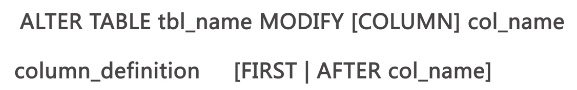 ALTER TABLE tbl_name MODIFY [COLUMN] col_name
column_definition [FIRST | AFTER col_name]